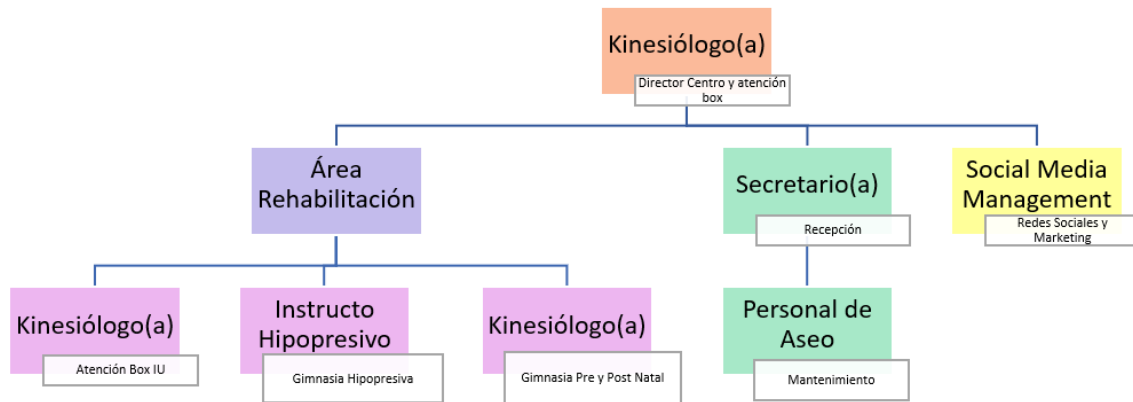 Kinesiólogo(a)
Director Centro y atención
box
Área
Rehabilitación
Secretario(a)
Recepción
Social Media
Management
Redes Sociales y
Marketing
Kinesiólogo(a)
Atención Box IU
Instructo
Hipopresivo
Gimnasia Hipopresiva
Kinesiólogo(a)
Gimnasia Pre y Post Natal
Personal de
Aseo
Mantenimiento